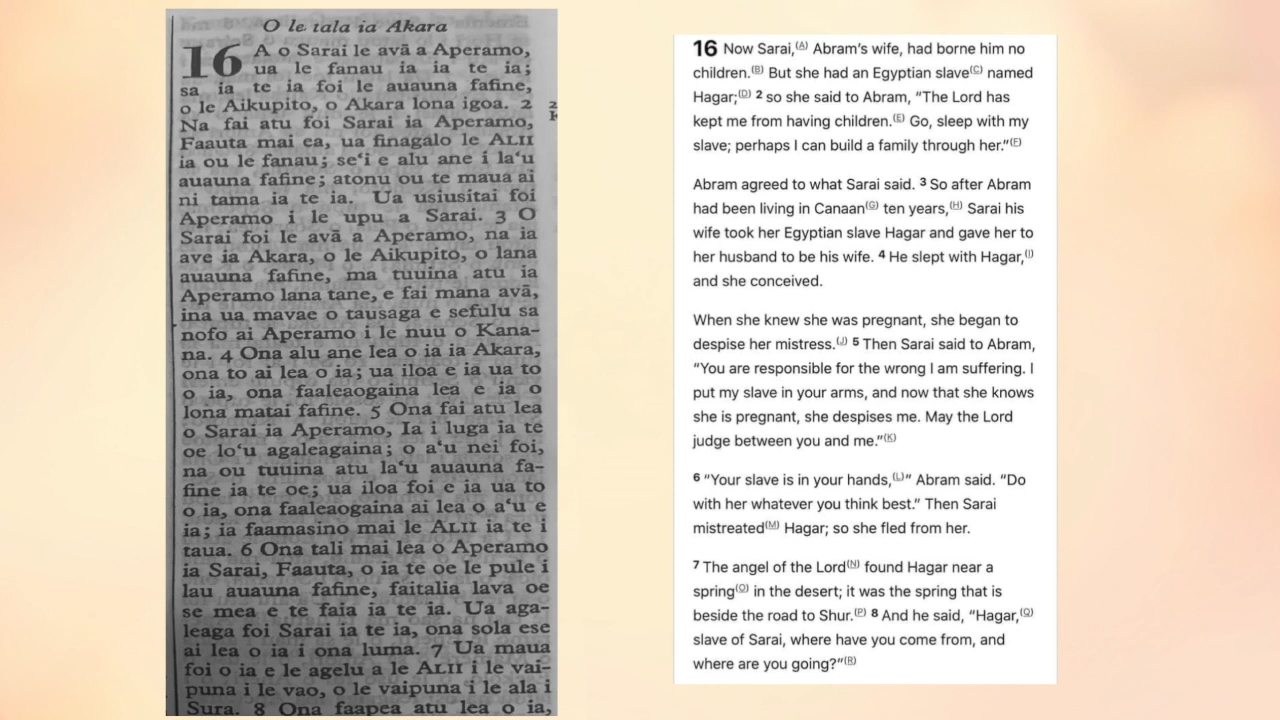 O le tala ia Akara
16 A o Sarai le avā a Aperamo,
ua le fanau ia ia te ia;
sa ia te ia foi le auauna fafine,
o le Aikupito, o Akara lona igoa. 2
Na fai atu foi Sarai ia Aperamo,
Faauta mai ea, ua finagalo le ALII
ia ou le fanau; se'i e alu ane i la'u
auauna fafine; atonu ou te maua ai
ni tama ia te ia. Ua usiusitai foi
Aperamo i le upu a Sarai. 3 O
Sarai foi le avā a Aperamo, na ia
ave ia Akara, o le Aikupito, o lana
auauna fafine, ma tuuina atu ia
Aperamo lana tane, e fai mana avā,
ina ua mavae o tausaga e sefulu sa
nofo ai Aperamo i le nuu o Kana-
na. 4 Ona alu ane lea o ia ia Akara,
ona to ai lea o ia; ua iloa e ia ua to
o ia, ona faaleaogaina lea e ia o
lona matai fafine. 5 Ona fai atu lea
o Sarai ia Aperamo, Ia i luga ia te
oe lo'u agaleagaina; o a'u nei foi,
na ou tuuina atu la'u auauna fa-
fine ia te oe; ua iloa foi e ia ua to
o ia, ona faaleaogaina ai lea o a'u e
ia; ia faamasino mai le ALII ia te i
taua. 6 Ona tali mai lea o Aperamo
ia Sarai, Faauta, o ia te oe le pule i
lau auauna fafine, faitalia lava oe
se mea e te faia ia te ia. Ua aga-
leaga foi Sarai ia te ia, ona sola ese
ai lea o ia i ona luma. 7 Ua maua
foi o ia e le agelu a le ALII i le vai-
puna i le vao, o le vaipuna i le ala i
Sura. 8 Ona faapea atu lea o ia,
16 Now Sarai,(A) Abram's wife, had borne him no
children.(B) But she had an Egyptian slave(C) named
Hagar;(D) 2 so she said to Abram, "The Lord has
kept me from having children.(E) Go, sleep with my
slave; perhaps I can build a family through her."(F)
Abram agreed to what Sarai said. 3 So after Abram
had been living in Canaan(G) ten years,(H) Sarai his
wife took her Egyptian slave Hagar and gave her to
her husband to be his wife. 4 He slept with Hagar,(I)
and she conceived.
When she knew she was pregnant, she began to
despise her mistress.(J) 5 Then Sarai said to Abram,
"You are responsible for the wrong I am suffering. I
put my slave in your arms, and now that she knows
she is pregnant, she despises me. May the Lord
judge between you and me."(K)
6 "Your slave is in your hands,(L)" Abram said. "Do
with her whatever you think best." Then Sarai
mistreated(M) Hagar; so she fled from her.
7 The angel of the Lord(N) found Hagar near a
spring(O) in the desert; it was the spring that is
beside the road to Shur.(P) 8 And he said, "Hagar,(Q)
slave of Sarai, where have you come from, and
where are you going?"(R)